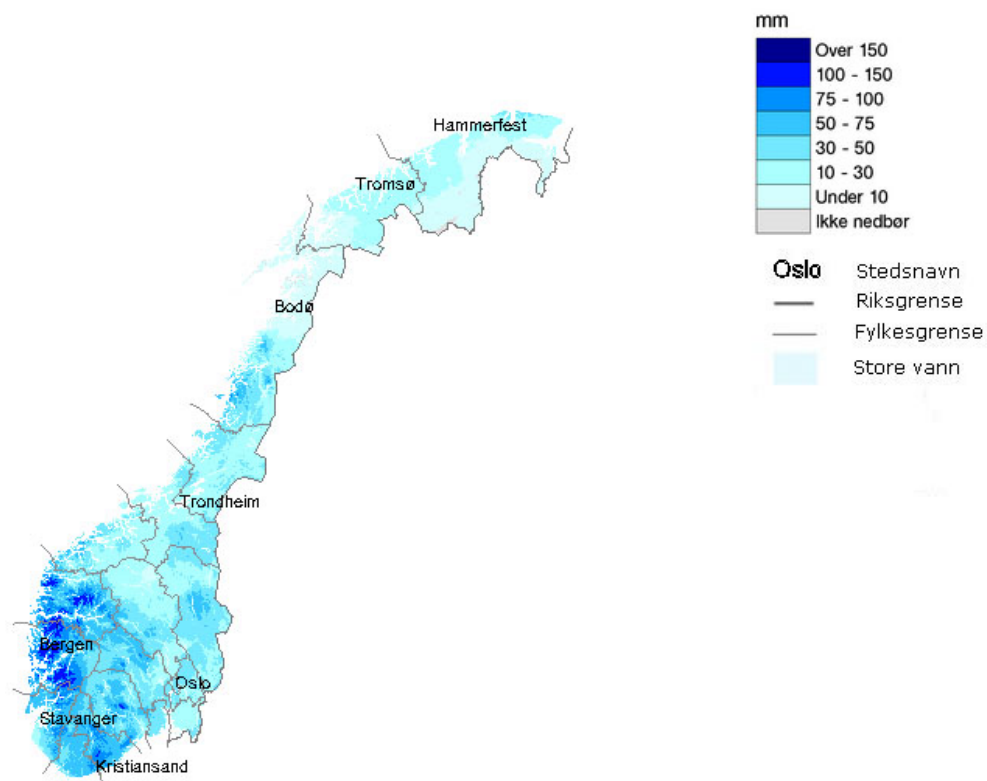 mm
Over 150
100 - 150
75 - 100
50 - 75
30 - 50
10 - 30
Under 10
Ikke nedbør
Oslo Stedsnavn
Riksgrense
Fylkesgrense
Store vann
Hammerfest
Tromsø
Bodø
Trondheim
Bergen
Oslo
Stavanger
Kristiansand